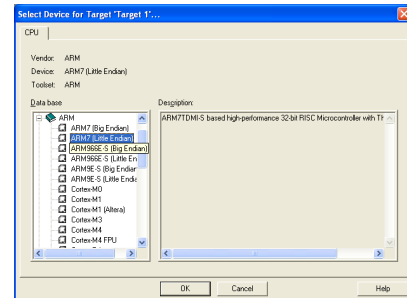 Select Device for Target 'Target 1'...
CPU
Vendor: ARM
Device: ARM7 (Little Endian)
Toolset: ARM
Data base
Description:
ARM
ARM7 (Big Endian)
ARM7 (Little Endian)
ARM966E-S (Big Endian)
ARM966E-S (Little En
ARM9E-S (Big Endian
ARM9E-S (Little Endia
Cortex-M0
Cortex-M1
Cortex-M1 (Altera)
Cortex-M3
Cortex-M4
Cortex-M4 FPU
ARM7TDMI-S based high-performance 32-bit RISC Microcontroller with Th
OK
Cancel
Help